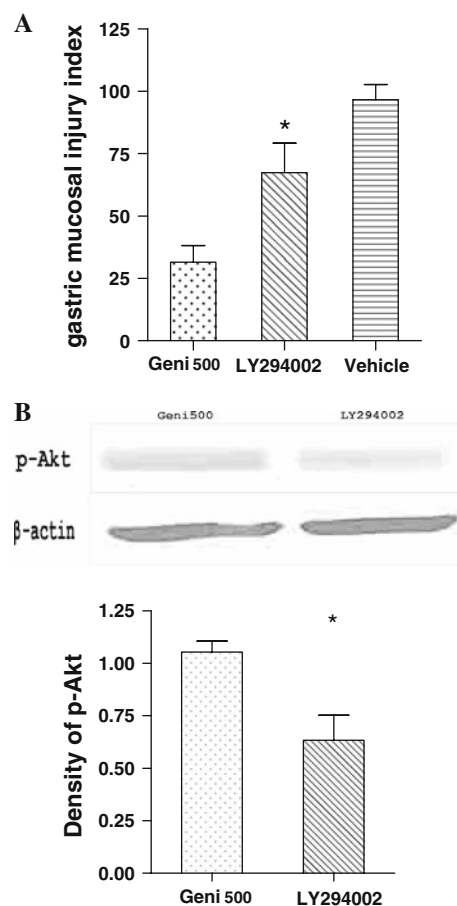 A
gastric mucosal injury index
125
100
75
50
25
0
*
Geni 500 LY294002 Vehicle
B
Geni500 LY294002
p-Akt
β-actin
Density of p-Akt
1.25
1.00
0.75
0.50
0.25
0.00
*
Geni 500 LY294002